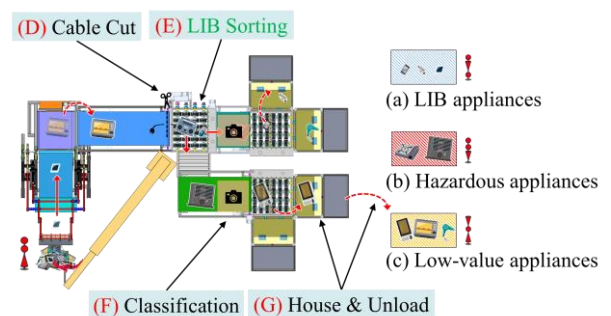 (D) Cable Cut
(E) LIB Sorting
(a) LIB appliances
(b) Hazardous appliances
(c) Low-value appliances
(F) Classification
(G) House & Unload